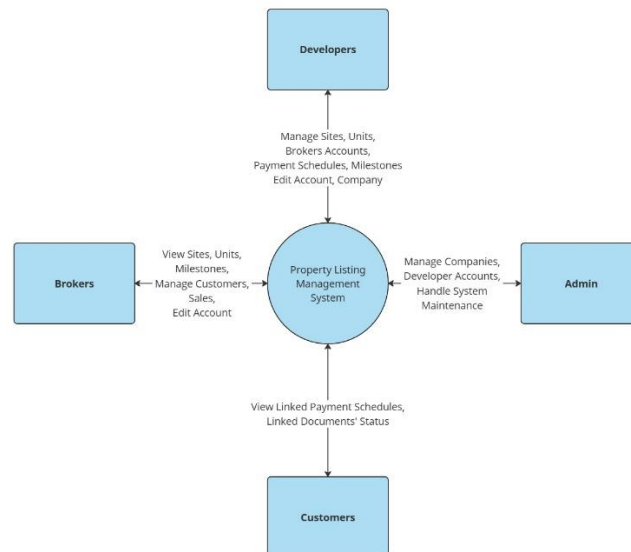 Developers
Manage Sites, Units,
Brokers Accounts,
Payment Schedules, Milestones
Edit Account, Company
Brokers
View Sites, Units,
Milestones,
Manage Customers,
Sales,
Edit Account
Property Listing
Management
System
Manage Companies,
Developer Accounts,
Handle System
Maintenance
Admin
View Linked Payment Schedules,
Linked Documents' Status
Customers